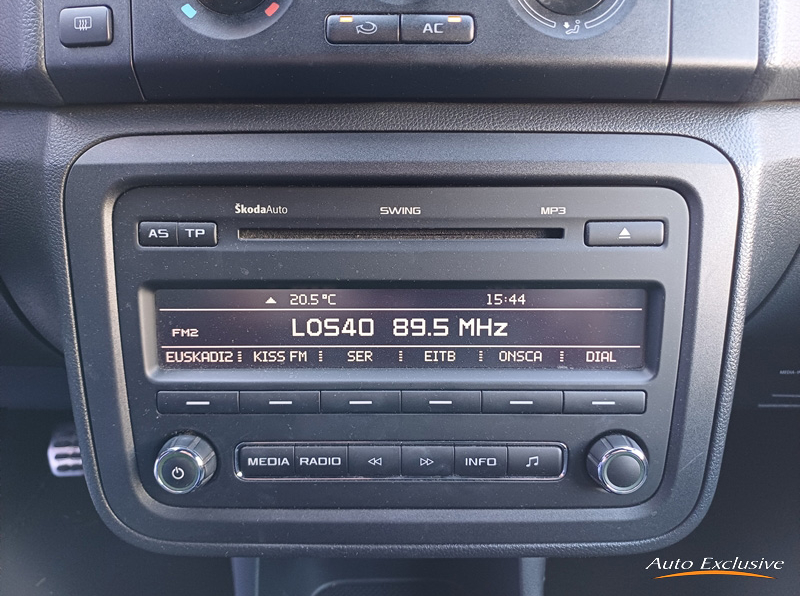 AC
ŠkodaAuto SWING MP3
AS TP
20.5°C 15:44
FM2 LOS40 89.5 MHz
EUSKADI2 KISS FM SER EITB ONSCA DIAL
MEDIA RADIO INFO
Auto Exclusive